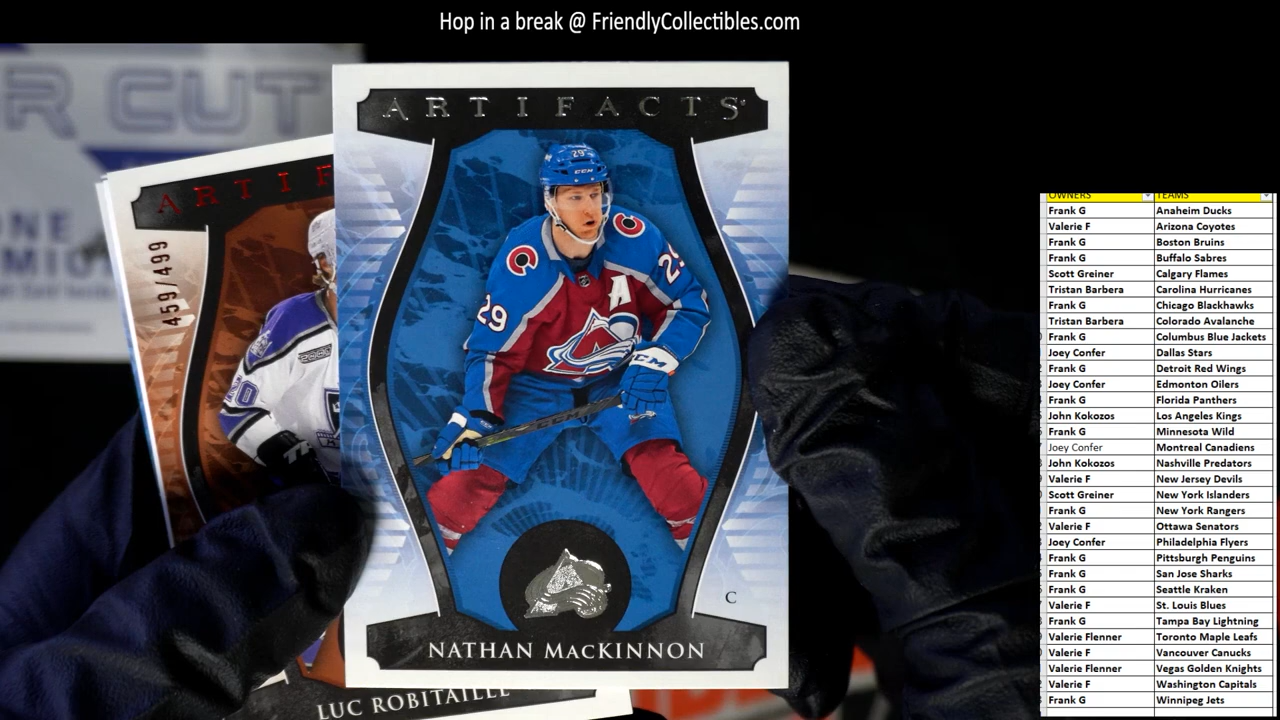 Hop in a break @ FriendlyCollectibles.com
R CUT
ARTIFACTS
29
CCM
29
29
A
C
NATHAN MacKINNON
ARTIF
459/499
20
LUC ROBITAILLE
OWNERS TEAMS
Frank G Anaheim Ducks
Valerie F Arizona Coyotes
Frank G Boston Bruins
Frank G Buffalo Sabres
Scott Greiner Calgary Flames
Tristan Barbera Carolina Hurricanes
Frank G Chicago Blackhawks
Tristan Barbera Colorado Avalanche
Frank G Columbus Blue Jackets
Joey Confer Dallas Stars
Frank G Detroit Red Wings
Joey Confer Edmonton Oilers
Frank G Florida Panthers
John Kokozos Los Angeles Kings
Frank G Minnesota Wild
Joey Confer Montreal Canadiens
John Kokozos Nashville Predators
Valerie F New Jersey Devils
Scott Greiner New York Islanders
Frank G New York Rangers
Valerie F Ottawa Senators
Joey Confer Philadelphia Flyers
Frank G Pittsburgh Penguins
Frank G San Jose Sharks
Frank G Seattle Kraken
Valerie F St. Louis Blues
Frank G Tampa Bay Lightning
Valerie Flenner Toronto Maple Leafs
Valerie F Vancouver Canucks
Valerie Flenner Vegas Golden Knights
Valerie F Washington Capitals
Frank G Winnipeg Jets